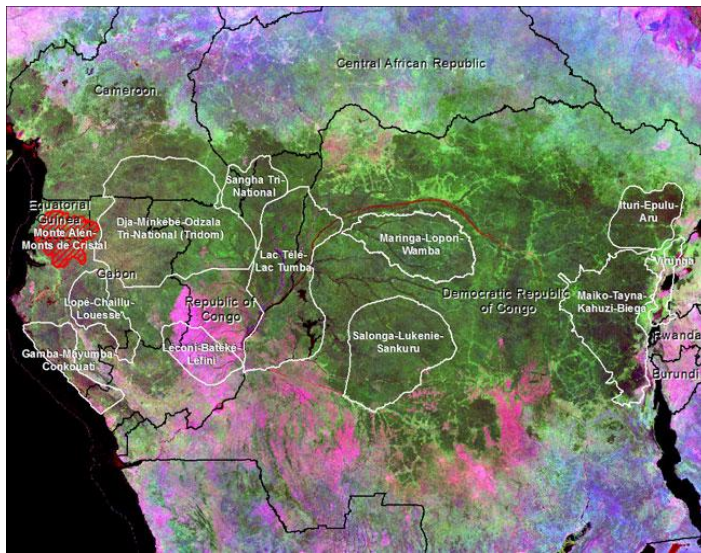 Central African Republic
Cameroon
Sangha Tri-
National
Ituri-Epulu-
Aru
Equatorial
Guinea
Monte Alén-
Monts de Cristal
Dja-Minkébé-Odzala
Tri-National (Tridom)
Maringa-Lopori-
Wamba
Lac Télé-
Lac Tumba
Virunga
Gabon
Democratic Republic
of Congo
Maiko-Tayna-
Kahuzi-Biega
Lopé-Chaillu-
Louesse
Republic of
Congo
Salonga-Lukenie-
Sankuru
Rwanda
Gamba-Mayumba-
Conkouati
Leconi-Batéké-
Léfini
Burundi